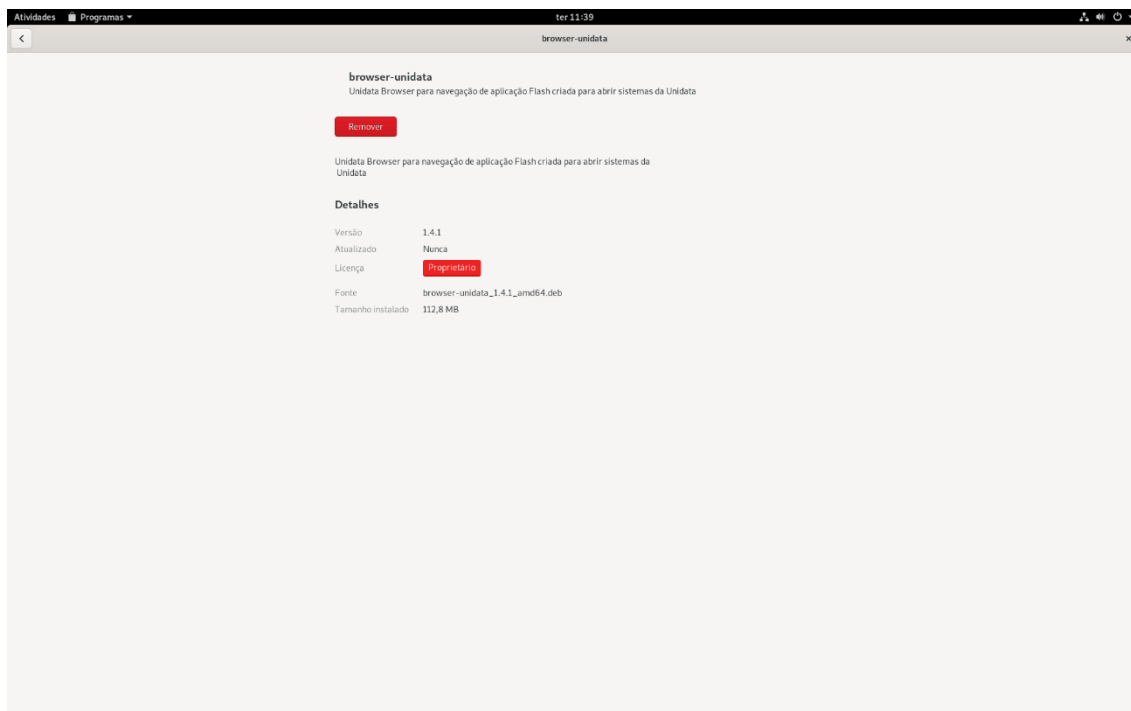 Atividades Programas ter 11:39
browser-unidata
browser-unidata
Unidata Browser para navegação de aplicação Flash criada para abrir sistemas da Unidata
Remover
Unidata Browser para navegação de aplicação Flash criada para abrir sistemas da
Unidata
Detalhes
Versão 1.4.1
Atualizado Nunca
Licença Proprietário
Fonte browser-unidata_1.4.1_amd64.deb
Tamanho instalado 112,8 MB